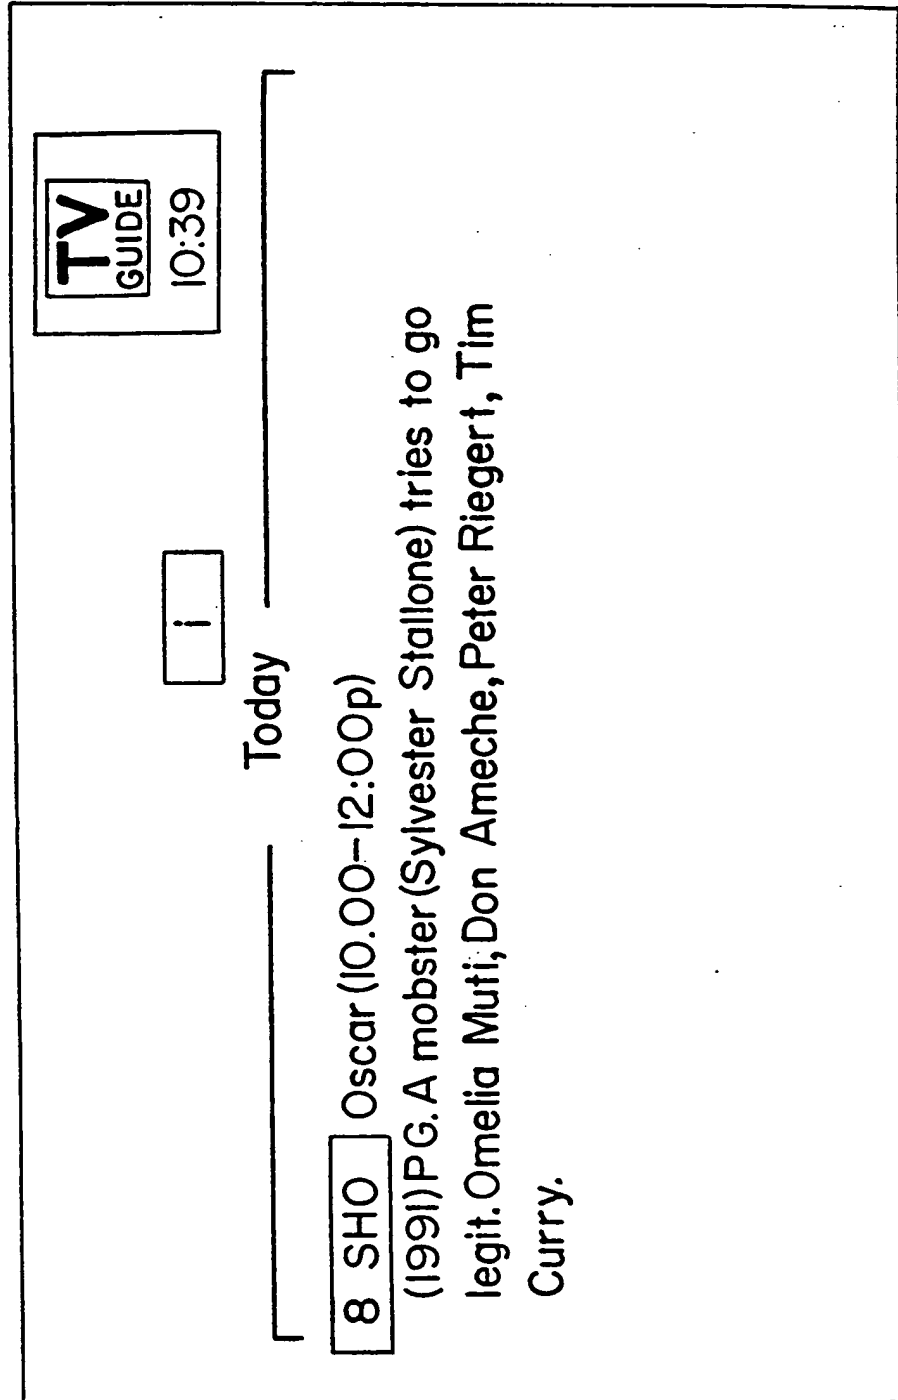 TV
GUIDE
10:39
i
Today
8 SHO Oscar (10.00-12:00p)
(1991) PG. A mobster (Sylvester Stallone) tries to go
legit. Omelia Muti, Don Ameche, Peter Riegert, Tim
Curry.